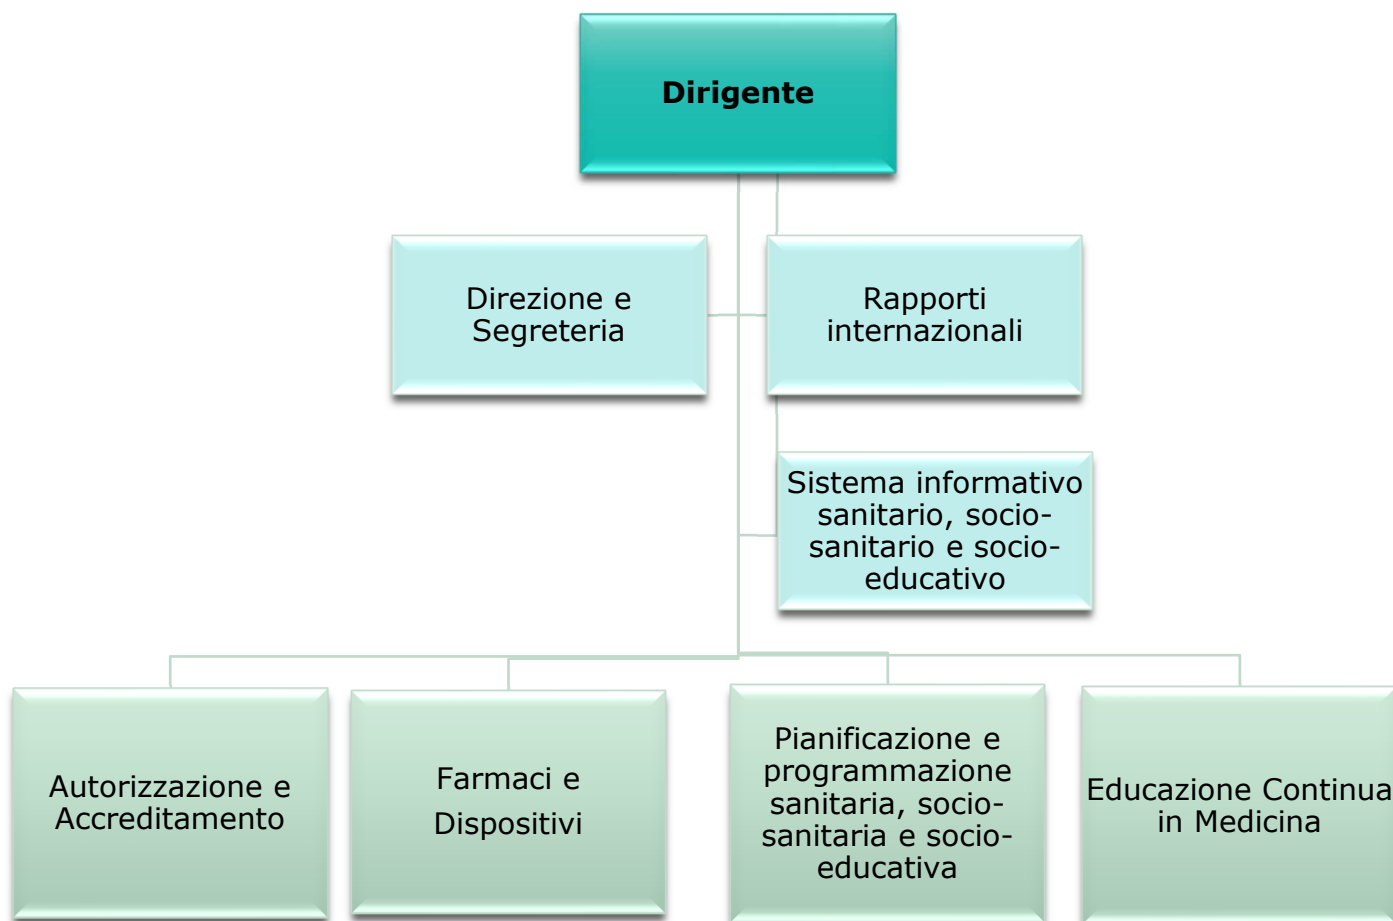 Dirigente
Direzione e
Segreteria
Rapporti
internazionali
Sistema informativo
sanitario, socio-
sanitario e socio-
educativo
Autorizzazione e
Accreditamento
Farmaci e
Dispositivi
Pianificazione e
programmazione
sanitaria, socio-
sanitaria e socio-
educativa
Educazione Continua
in Medicina